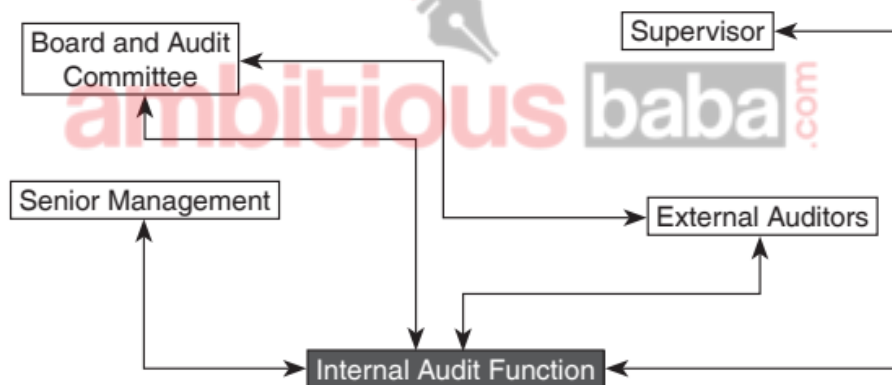 Board and Audit
Committee
Supervisor
ambitious baba .com
Senior Management
External Auditors
Internal Audit Function